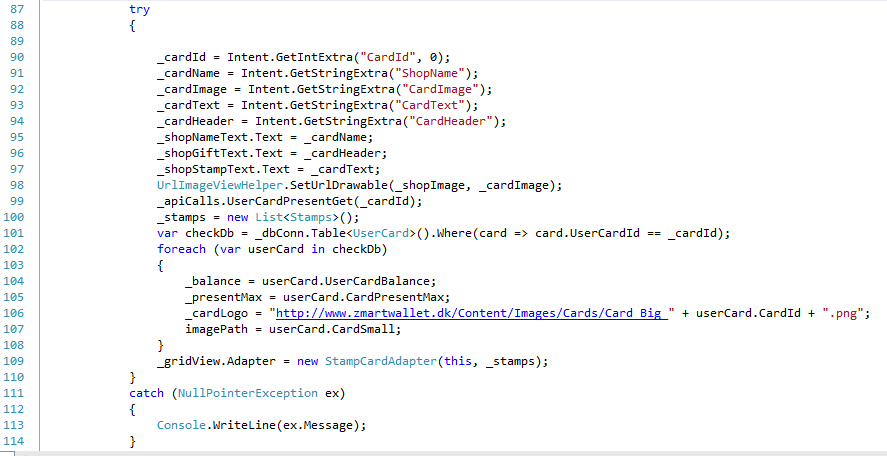 87 try
88 {
89
90 _cardId = Intent.GetIntExtra("CardId", 0);
91 _cardName = Intent.GetStringExtra("ShopName");
92 _cardImage = Intent.GetStringExtra("CardImage");
93 _cardText = Intent.GetStringExtra("CardText");
94 _cardHeader = Intent.GetStringExtra("CardHeader");
95 _shopNameText.Text = _cardName;
96 _shopGiftText.Text = _cardHeader;
97 _shopStampText.Text = _cardText;
98 UrlImageViewHelper.SetUrlDrawable(_shopImage, _cardImage);
99 _apiCalls.UserCardPresentGet(_cardId);
100 _stamps = new List<Stamps>();
101 var checkDb = _dbConn.Table<UserCard>().Where(card => card.UserCardId == _cardId);
102 foreach (var userCard in checkDb)
103 {
104 _balance = userCard.UserCardBalance;
105 _presentMax = userCard.CardPresentMax;
106 _cardLogo = "http://www.zmartwallet.dk/Content/Images/Cards/Card_Big_" + userCard.CardId + ".png";
107 imagePath = userCard.CardSmall;
108 }
109 _gridView.Adapter = new StampCardAdapter(this, _stamps);
110 }
111 catch (NullPointerException ex)
112 {
113 Console.WriteLine(ex.Message);
114 }